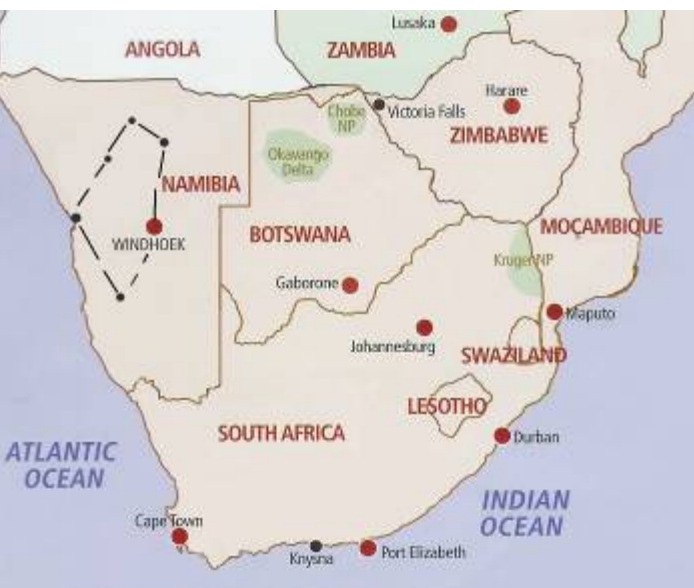 Lusaka
ANGOLA
ZAMBIA
Harare
Chobe
NP
Victoria Falls
ZIMBABWE
Okavango
Delta
NAMIBIA
WINDHOEK
BOTSWANA
MOÇAMBIQUE
Kruger NP
Gaborone
Maputo
Johannesburg
SWAZILAND
LESOTHO
SOUTH AFRICA
Durban
ATLANTIC
OCEAN
INDIAN
OCEAN
Cape Town
Knysna
Port Elizabeth